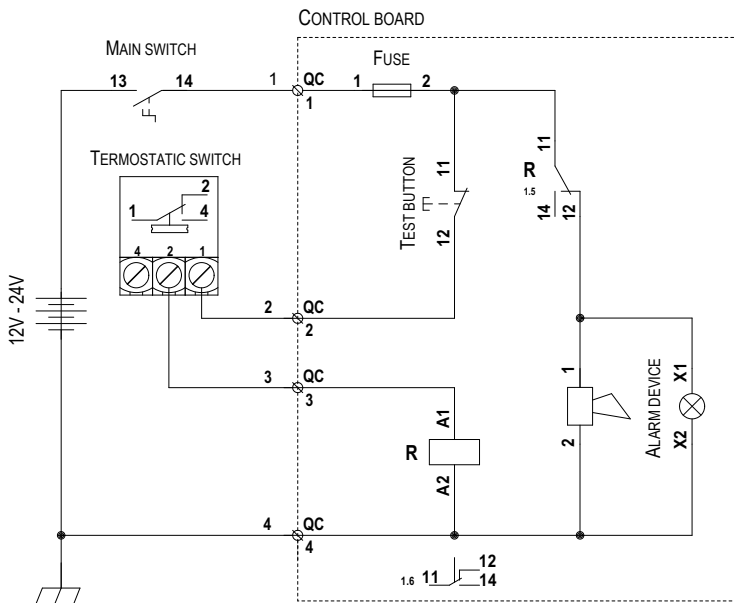 CONTROL BOARD
MAIN SWITCH
FUSE
13 14 1 QC 1 2
1
TERMOSTATIC SWITCH
11
11
R
1.5
2
1 4
TEST BUTTON
14 12
12
4 2 1
2 QC
2
12V - 24V
3 QC
3
1
X1
A1
ALARM DEVICE
R
2
X2
A2
4 QC
4
12
1.6 11 14